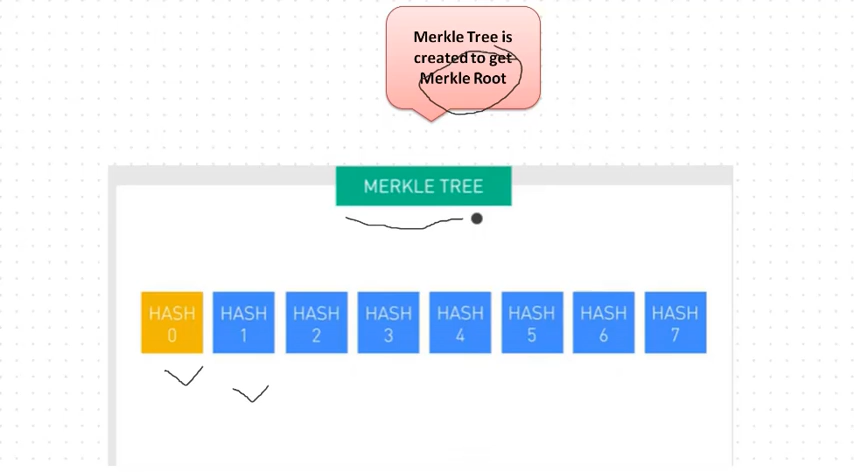 Merkle Tree is
created to get
Merkle Root
MERKLE TREE
HASH HASH HASH HASH HASH HASH HASH HASH
0 1 2 3 4 5 6 7